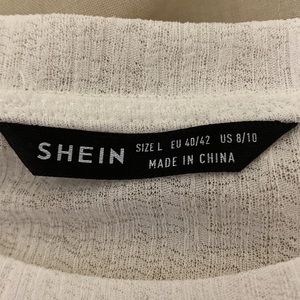 SHEIN
SIZE L EU 40/42 US 8/10
MADE IN CHINA